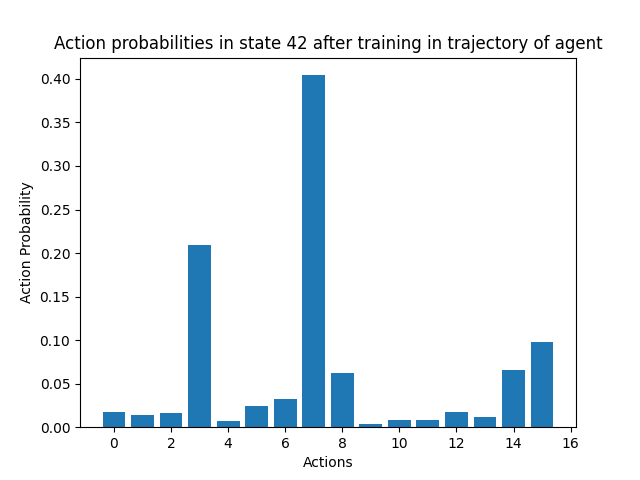 Action probabilities in state 42 after training in trajectory of agent
0.40
0.35
0.30
0.25
0.20
0.15
0.10
0.05
0.00
Action Probability
0 2 4 6 8 10 12 14 16
Actions